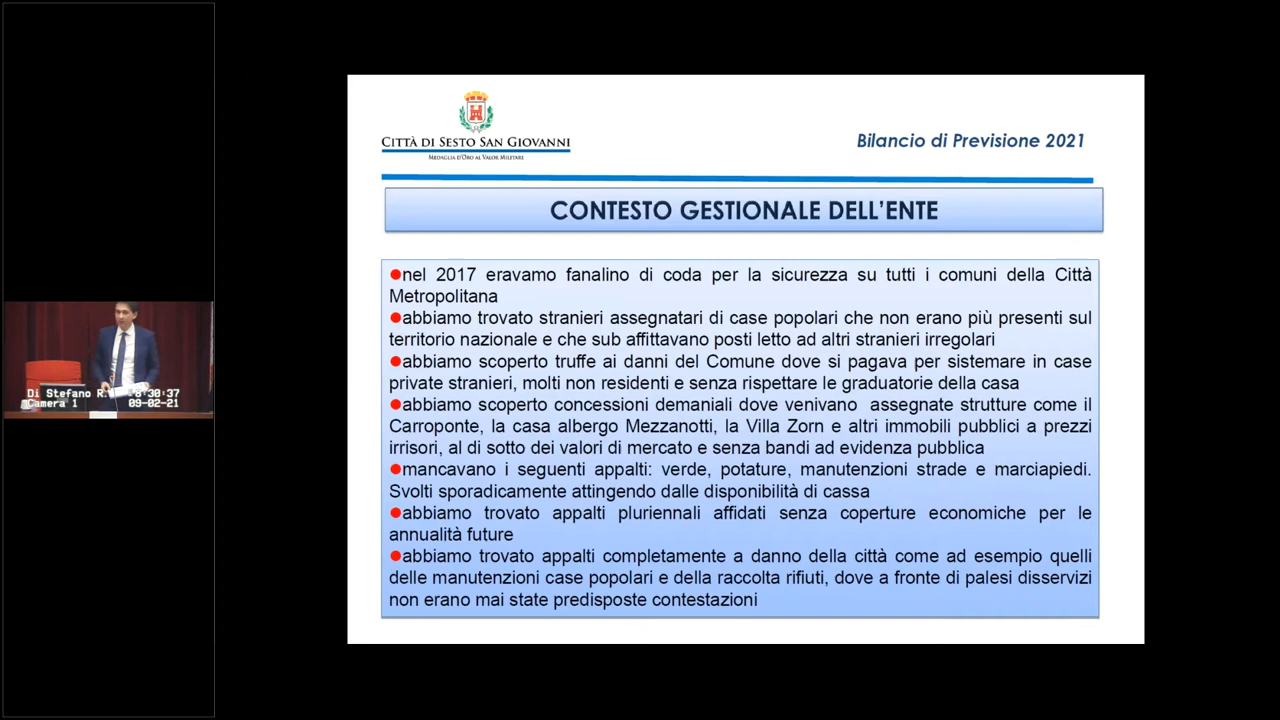 CITTÀ DI SESTO SAN GIOVANNI
MEDAGLIA D'ORO AL VALOR MILITARE
Bilancio di Previsione 2021
CONTESTO GESTIONALE DELL'ENTE
●nel 2017 eravamo fanalino di coda per la sicurezza su tutti i comuni della Città
Metropolitana
●abbiamo trovato stranieri assegnatari di case popolari che non erano più presenti sul
territorio nazionale e che sub affittavano posti letto ad altri stranieri irregolari
●abbiamo scoperto truffe ai danni del Comune dove si pagava per sistemare in case
private stranieri, molti non residenti e senza rispettare le graduatorie della casa
●abbiamo scoperto concessioni demaniali dove venivano assegnate strutture come il
Carroponte, la casa albergo Mezzanotti, la Villa Zorn e altri immobili pubblici a prezzi
irrisori, al di sotto dei valori di mercato e senza bandi ad evidenza pubblica
●mancavano i seguenti appalti: verde, potature, manutenzioni strade e marciapiedi.
Svolti sporadicamente attingendo dalle disponibilità di cassa
●abbiamo trovato appalti pluriennali affidati senza coperture economiche per le
annualità future
●abbiamo trovato appalti completamente a danno della città come ad esempio quelli
delle manutenzioni case popolari e della raccolta rifiuti, dove a fronte di palesi disservizi
non erano mai state predisposte contestazioni
Di Stefano R.
Camera 1 09-02-21